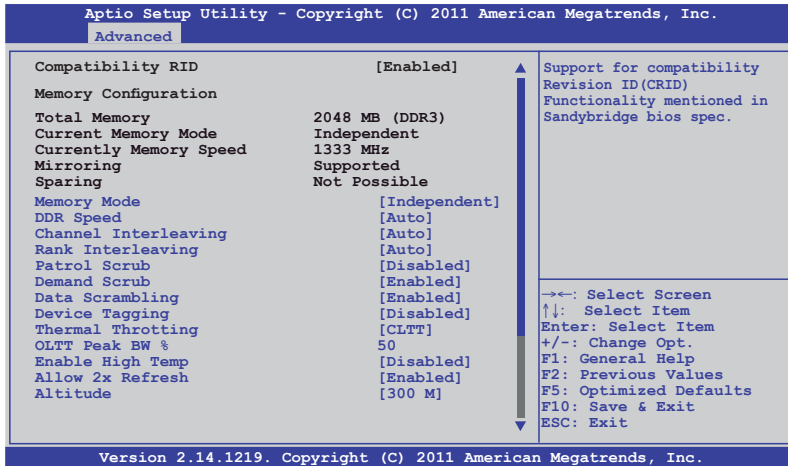 Aptio Setup Utility - Copyright (C) 2011 American Megatrends, Inc.
Advanced
Compatibility RID [Enabled]
Memory Configuration
Total Memory 2048 MB (DDR3)
Current Memory Mode Independent
Currently Memory Speed 1333 MHz
Mirroring Supported
Sparing Not Possible
Memory Mode [Independent]
DDR Speed [Auto]
Channel Interleaving [Auto]
Rank Interleaving [Auto]
Patrol Scrub [Disabled]
Demand Scrub [Enabled]
Data Scrambling [Enabled]
Device Tagging [Disabled]
Thermal Throtting [CLTT]
OLTT Peak BW % 50
Enable High Temp [Disabled]
Allow 2x Refresh [Enabled]
Altitude [300 M]
Support for compatibility
Revision ID(CRID)
Functionality mentioned in
Sandybridge bios spec.
→←: Select Screen
↑↓: Select Item
Enter: Select Item
+/-: Change Opt.
F1: General Help
F2: Previous Values
F5: Optimized Defaults
F10: Save & Exit
ESC: Exit
Version 2.14.1219. Copyright (C) 2011 American Megatrends, Inc.